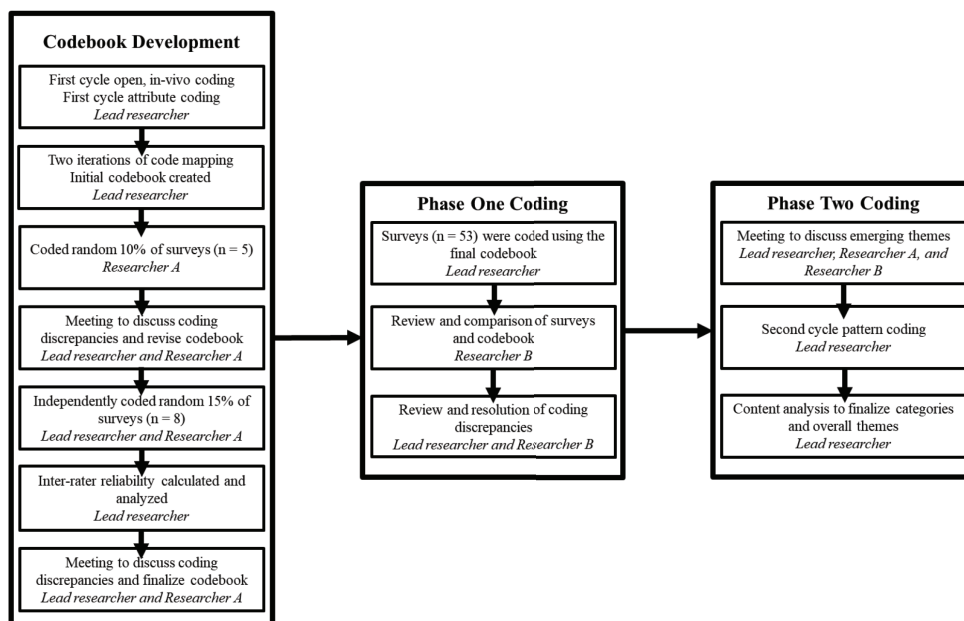 Codebook Development
First cycle open, in-vivo coding
First cycle attribute coding
Lead researcher
Two iterations of code mapping
Initial codebook created
Lead researcher
Coded random 10% of surveys (n = 5)
Researcher A
Meeting to discuss coding
discrepancies and revise codebook
Lead researcher and Researcher A
Independently coded random 15% of
surveys (n = 8)
Lead researcher and Researcher A
Inter-rater reliability calculated and
analyzed
Lead researcher
Meeting to discuss coding
discrepancies and finalize codebook
Lead researcher and Researcher A
Phase One Coding
Surveys (n = 53) were coded using the
final codebook
Lead researcher
Review and comparison of surveys
and codebook
Researcher B
Review and resolution of coding
discrepancies
Lead researcher and Researcher B
Phase Two Coding
Meeting to discuss emerging themes
Lead researcher, Researcher A, and
Researcher B
Second cycle pattern coding
Lead researcher
Content analysis to finalize categories
and overall themes
Lead researcher